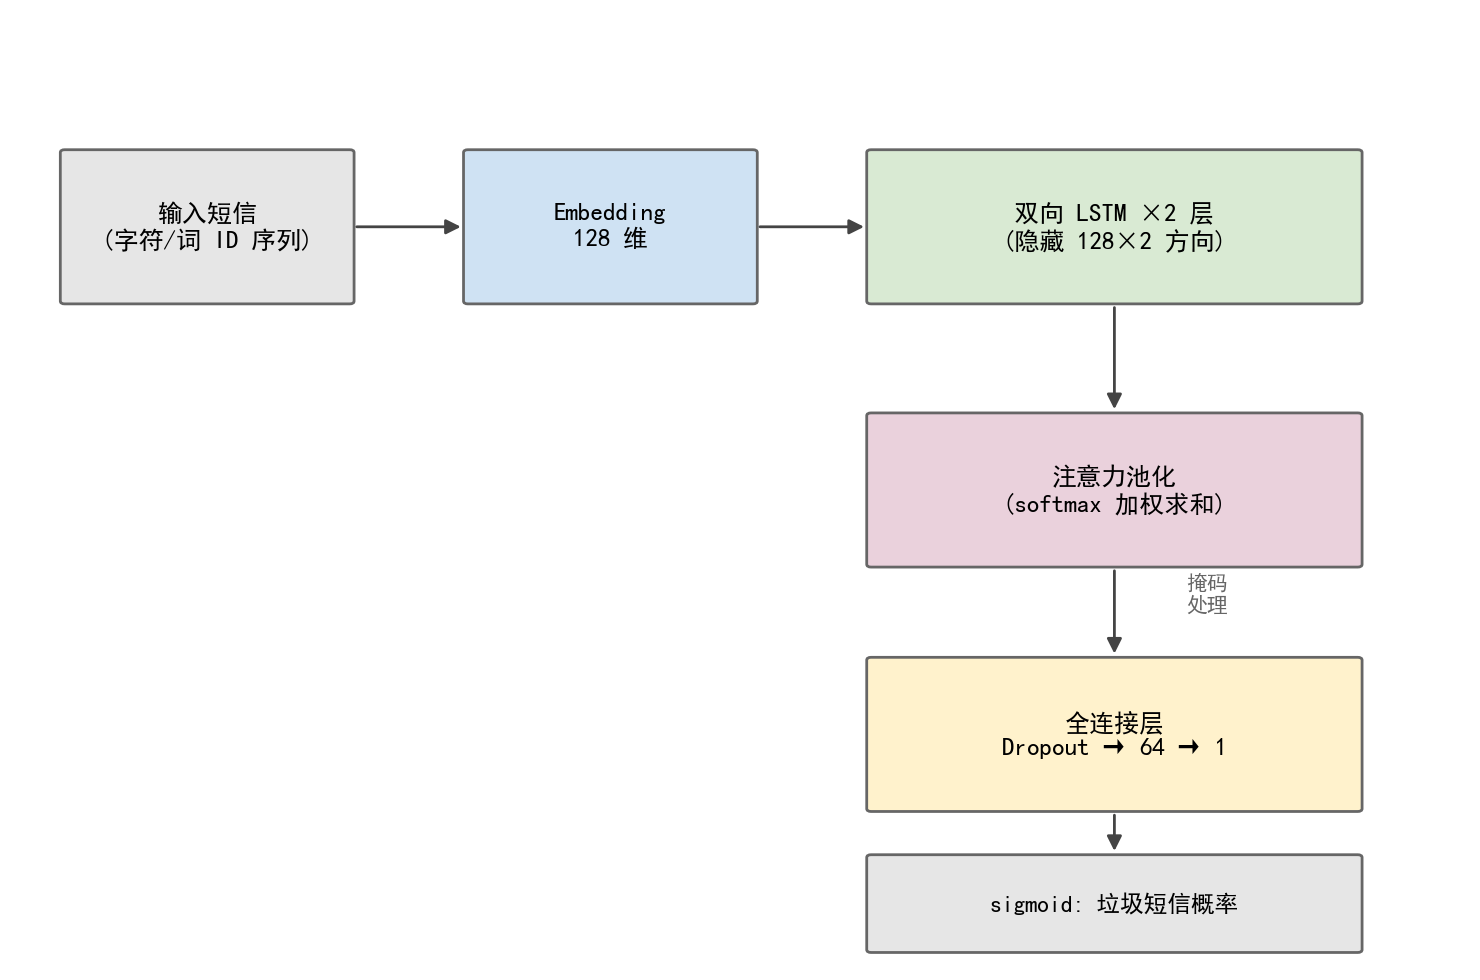 输入短信
(字符/词 ID 序列)
Embedding
128 维
双向 LSTM ×2 层
(隐藏 128×2 方向)
注意力池化
(softmax 加权求和)
掩码
处理
全连接层
Dropout → 64 → 1
sigmoid: 垃圾短信概率